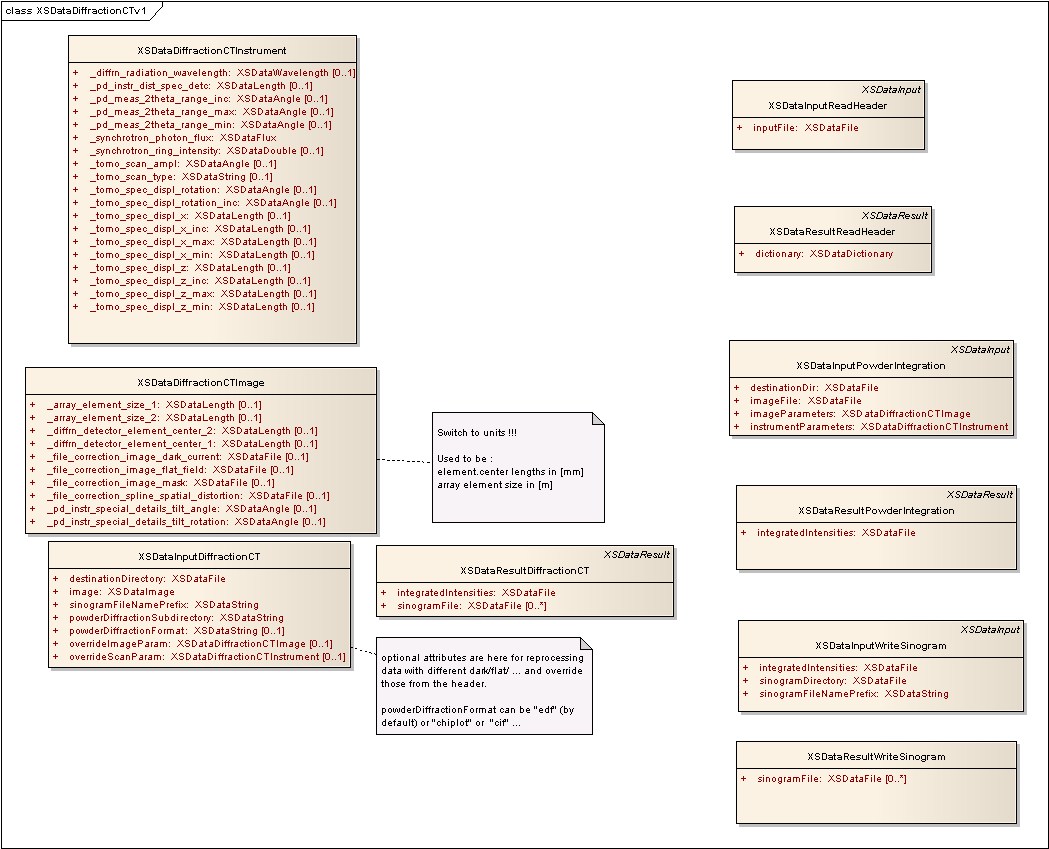 class XSDataDiffractionCTv1
XSDataDiffractionCTInstrument
+ _diffrn_radiation_wavelength: XSDataWavelength [0..1]
+ _pd_instr_dist_spec_detc: XSDataLength [0..1]
+ _pd_meas_2theta_range_inc: XSDataAngle [0..1]
+ _pd_meas_2theta_range_max: XSDataAngle [0..1]
+ _pd_meas_2theta_range_min: XSDataAngle [0..1]
+ _synchrotron_photon_flux: XSDataFlux
+ _synchrotron_ring_intensity: XSDataDouble [0..1]
+ _tomo_scan_ampl: XSDataAngle [0..1]
+ _tomo_scan_type: XSDataString [0..1]
+ _tomo_spec_displ_rotation: XSDataAngle [0..1]
+ _tomo_spec_displ_rotation_inc: XSDataAngle [0..1]
+ _tomo_spec_displ_x: XSDataLength [0..1]
+ _tomo_spec_displ_x_inc: XSDataLength [0..1]
+ _tomo_spec_displ_x_max: XSDataLength [0..1]
+ _tomo_spec_displ_x_min: XSDataLength [0..1]
+ _tomo_spec_displ_z: XSDataLength [0..1]
+ _tomo_spec_displ_z_inc: XSDataLength [0..1]
+ _tomo_spec_displ_z_max: XSDataLength [0..1]
+ _tomo_spec_displ_z_min: XSDataLength [0..1]
XSDataDiffractionCTImage
+ _array_element_size_1: XSDataLength [0..1]
+ _array_element_size_2: XSDataLength [0..1]
+ _diffrn_detector_element_center_2: XSDataLength [0..1]
+ _diffrn_detector_element_center_1: XSDataLength [0..1]
+ _file_correction_image_dark_current: XSDataFile [0..1]
+ _file_correction_image_flat_field: XSDataFile [0..1]
+ _file_correction_image_mask: XSDataFile [0..1]
+ _file_correction_spline_spatial_distortion: XSDataFile [0..1]
+ _pd_instr_special_details_tilt_angle: XSDataAngle [0..1]
+ _pd_instr_special_details_tilt_rotation: XSDataAngle [0..1]
Switch to units !!!
Used to be :
element.center lengths in [mm]
array element size in [m]
XSDataInputDiffractionCT
+ destinationDirectory: XSDataFile
+ image: XSDataImage
+ sinogramFileNamePrefix: XSDataString
+ powderDiffractionSubdirectory: XSDataString
+ powderDiffractionFormat: XSDataString [0..1]
+ overrideImageParam: XSDataDiffractionCTImage [0..1]
+ overrideScanParam: XSDataDiffractionCTInstrument [0..1]
XSDataResult
XSDataResultDiffractionCT
+ integratedIntensities: XSDataFile
+ sinogramFile: XSDataFile [0..*]
optional attributes are here for reprocessing
data with different dark/flat/ ... and override
those from the header.
powderDiffractionFormat can be "edf" (by
default) or "chiplot" or "cif" ...
XSDataInput
XSDataInputReadHeader
+ inputFile: XSDataFile
XSDataResult
XSDataResultReadHeader
+ dictionary: XSDataDictionary
XSDataInput
XSDataInputPowderIntegration
+ destinationDir: XSDataFile
+ imageFile: XSDataFile
+ imageParameters: XSDataDiffractionCTImage
+ instrumentParameters: XSDataDiffractionCTInstrument
XSDataResult
XSDataResultPowderIntegration
+ integratedIntensities: XSDataFile
XSDataInput
XSDataInputWriteSinogram
+ integratedIntensities: XSDataFile
+ sinogramDirectory: XSDataFile
+ sinogramFileNamePrefix: XSDataString
XSDataResultWriteSinogram
+ sinogramFile: XSDataFile [0..*]